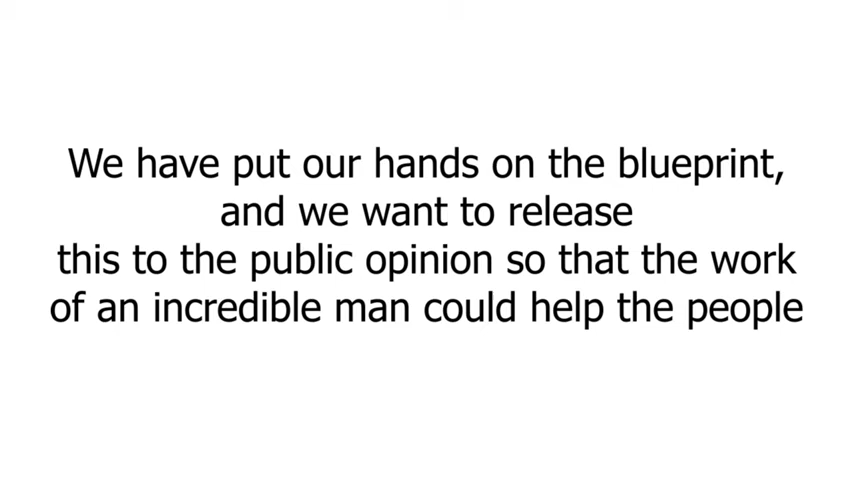 We have put our hands on the blueprint,
and we want to release
this to the public opinion so that the work
of an incredible man could help the people